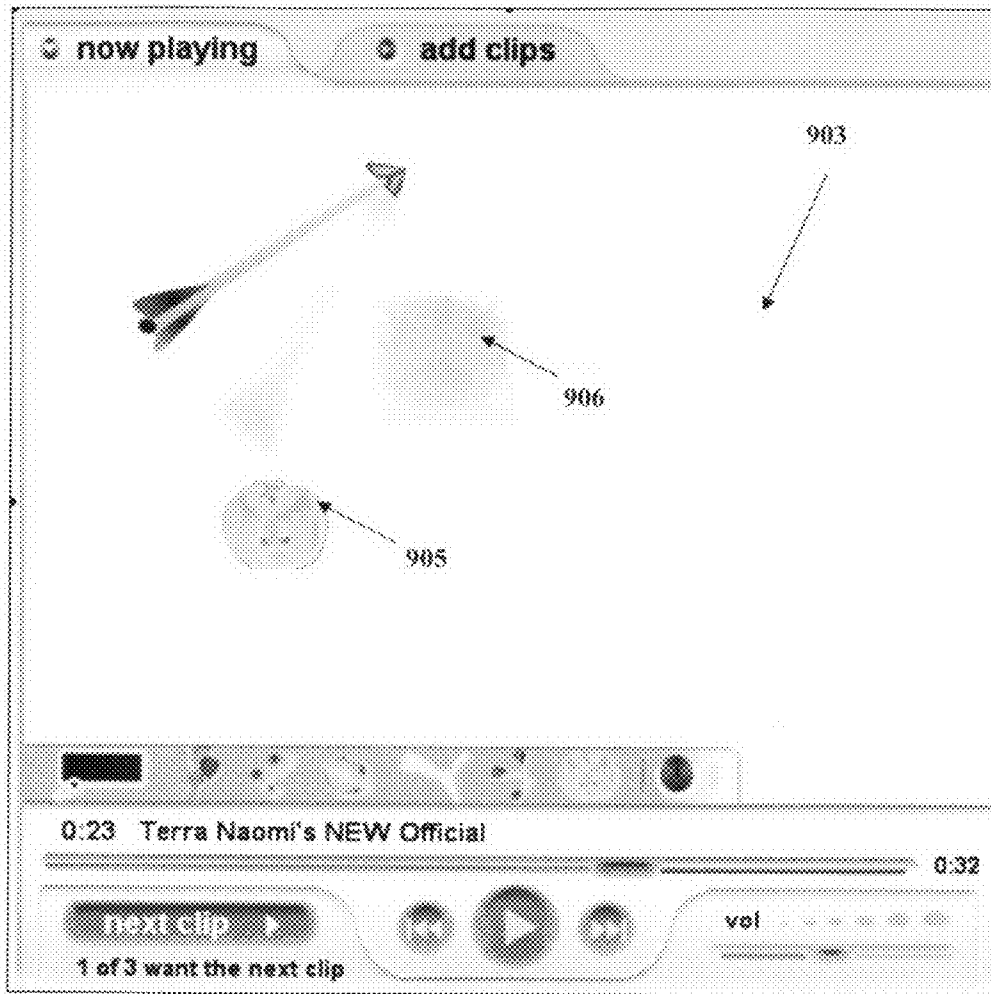 now playing
add clips
903
906
905
0:23 Terra Naomi's NEW Official
0:32
next clip
vol
1 of 3 want the next clip